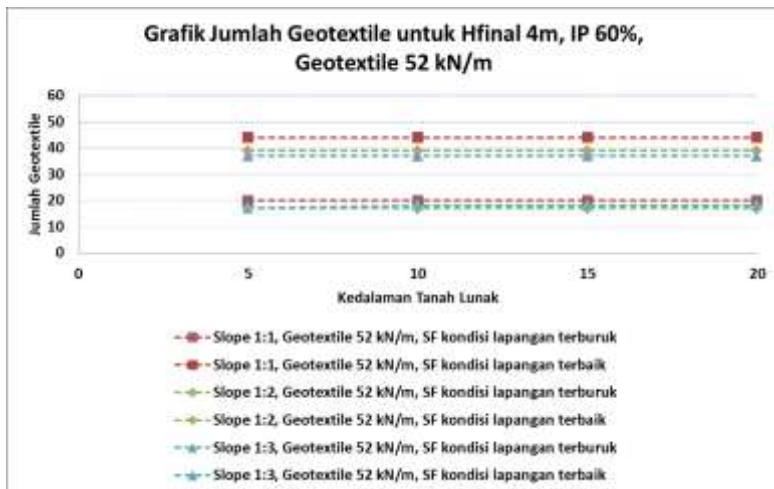 Grafik Jumlah Geotextile untuk Hfinal 4m, IP 60%,
Geotextile 52 kN/m
60
50
40
30
20
10
0
Jumlah Geotextile
0 5 10 15 20
Kedalaman Tanah Lunak
Slope 1:1, Geotextile 52 kN/m, SF kondisi lapangan terburuk
Slope 1:1, Geotextile 52 kN/m, SF kondisi lapangan terbaik
Slope 1:2, Geotextile 52 kN/m, SF kondisi lapangan terburuk
Slope 1:2, Geotextile 52 kN/m, SF kondisi lapangan terbaik
Slope 1:3, Geotextile 52 kN/m, SF kondisi lapangan terburuk
Slope 1:3, Geotextile 52 kN/m, SF kondisi lapangan terbaik